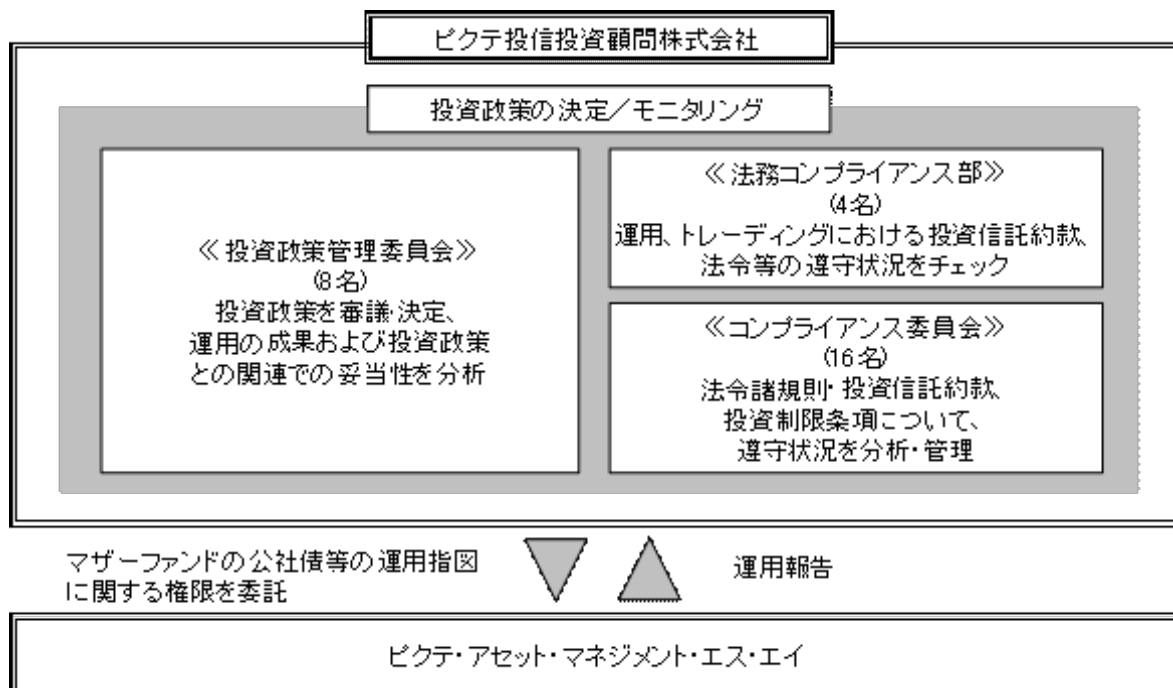 ピクテ投信投資顧問株式会社
投資政策の決定／モニタリング
≪投資政策管理委員会≫
(8名)
投資政策を審議・決定、
運用の成果および投資政策
との関連での妥当性を分析
≪法務コンプライアンス部≫
(4名)
運用、トレーディングにおける投資信託約款、
法令等の遵守状況をチェック
≪コンプライアンス委員会≫
(16名)
法令諸規則・投資信託約款、
投資制限条項について、
遵守状況を分析・管理
マザーファンドの公社債等の運用指図
に関する権限を委託
運用報告
ピクテ・アセット・マネジメント・エス・エイ